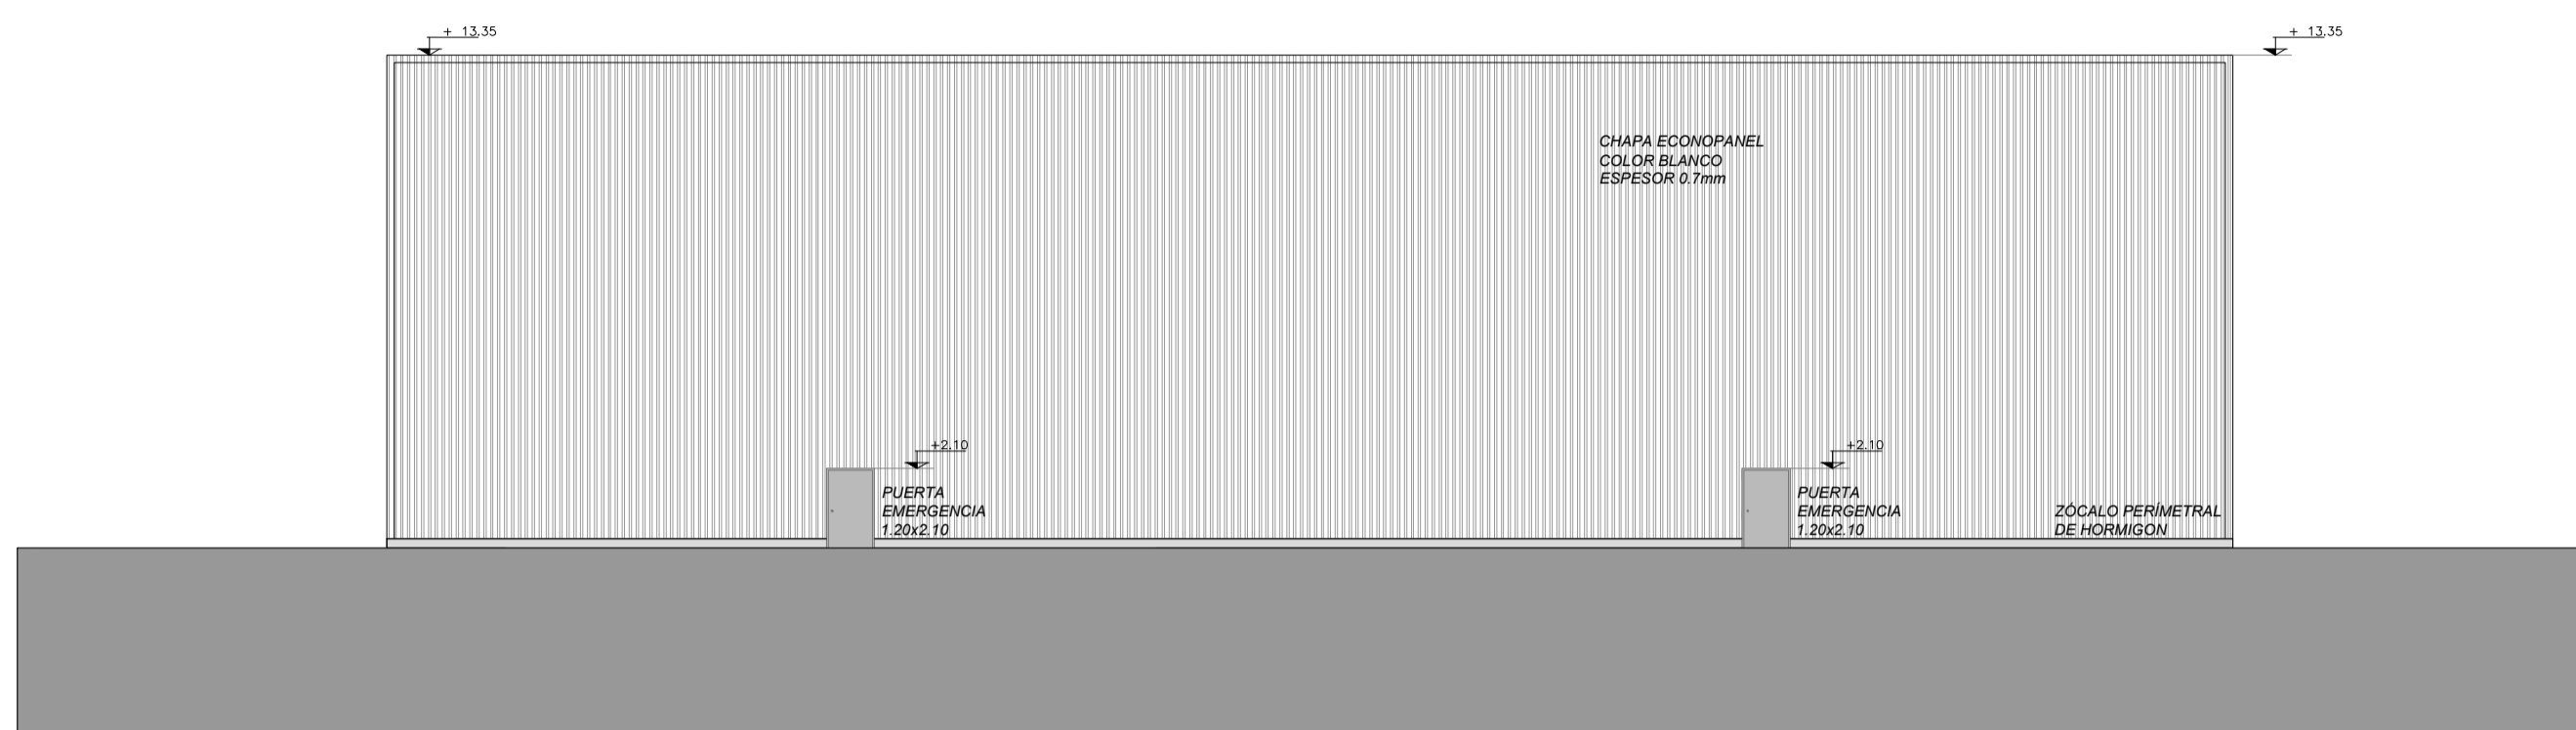 + 13.35
+ 13.35
CHAPA ECONOPANEL
COLOR BLANCO
ESPESOR 0.7mm
+2.10
+2.10
PUERTA
EMERGENCIA
1.20x2.10
PUERTA
EMERGENCIA
1.20x2.10
ZÓCALO PERÍMETRAL
DE HORMIGON